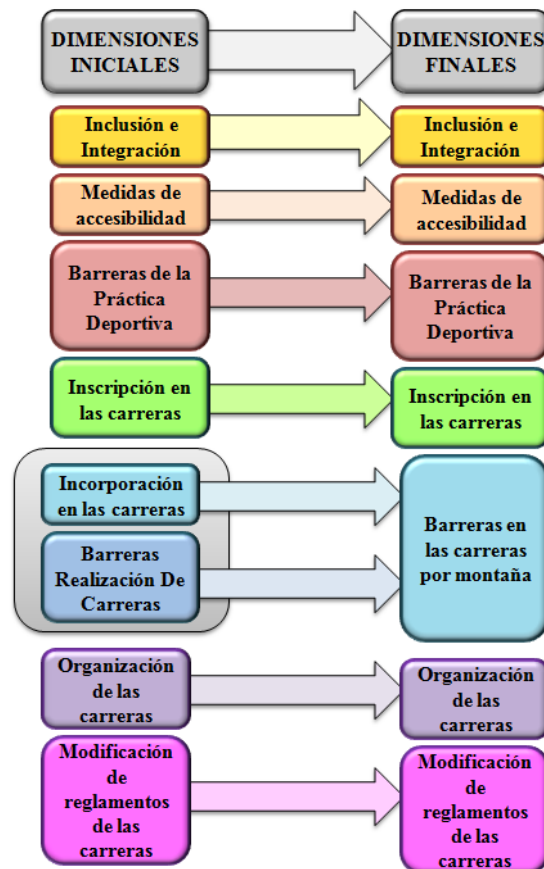 DIMENSIONES
INICIALES
DIMENSIONES
FINALES
Inclusión e
Integración
Inclusión e
Integración
Medidas de
accesibilidad
Medidas de
accesibilidad
Barreras de la
Práctica
Deportiva
Barreras de la
Práctica
Deportiva
Inscripción en
las carreras
Inscripción en
las carreras
Incorporación
en las carreras
Barreras
Realización De
Carreras
Barreras en
las carreras
por montaña
Organización
de las
carreras
Organización
de las
carreras
Modificación
de
reglamentos
de las
carreras
Modificación
de
reglamentos
de las
carreras